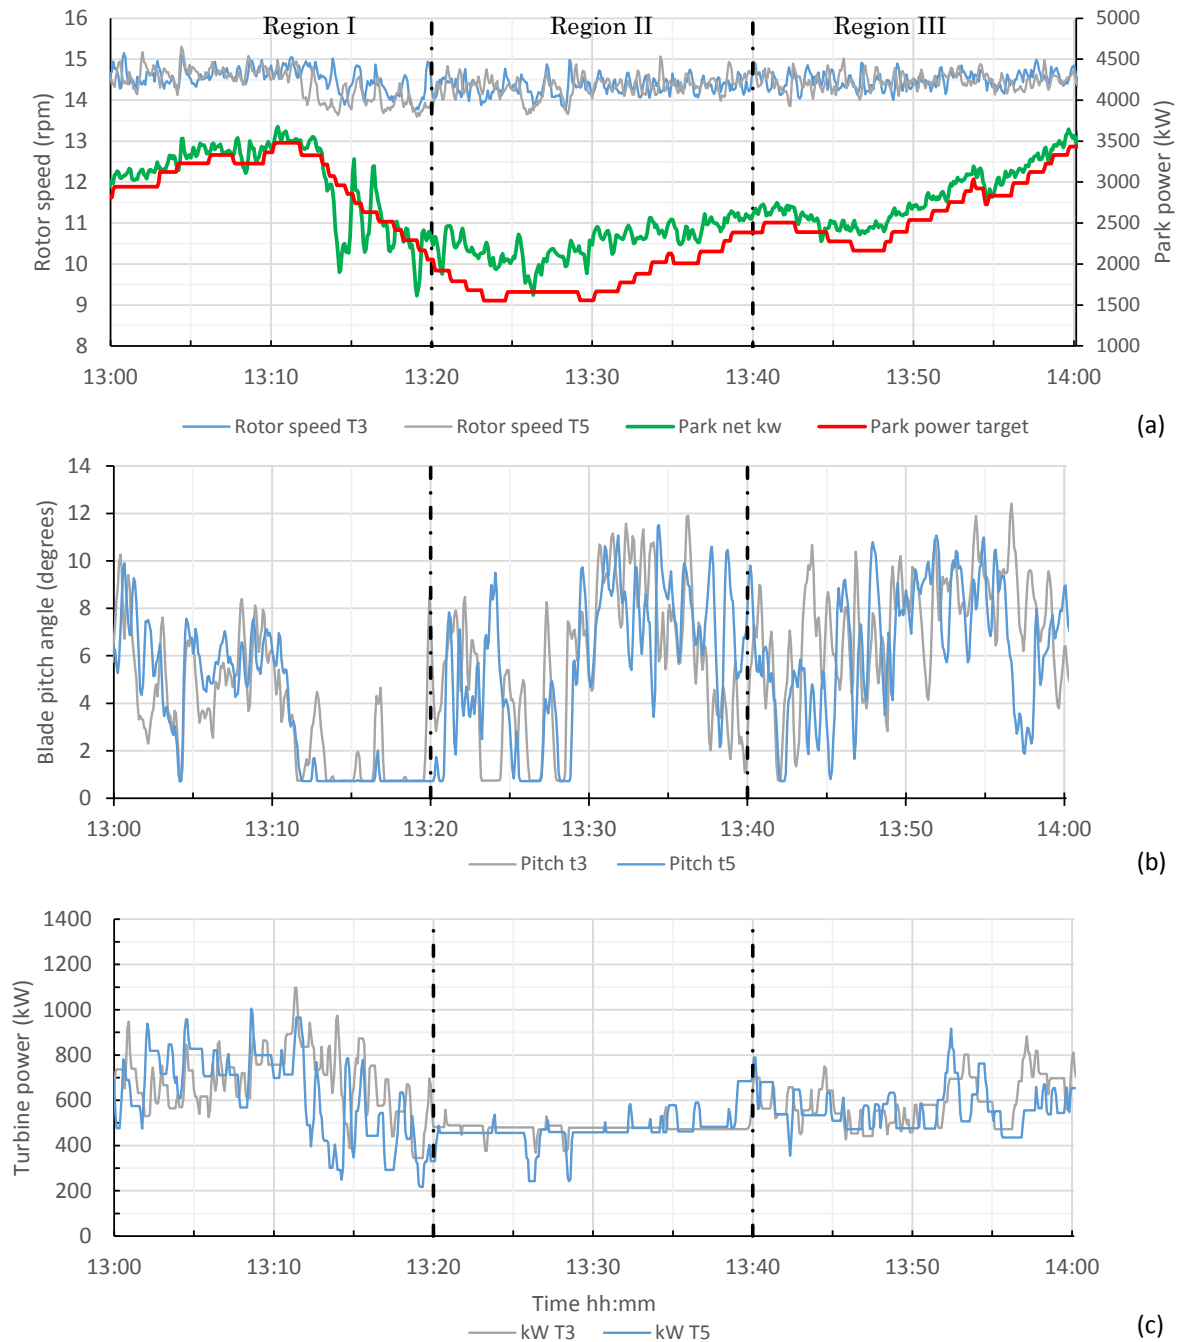 Region I Region II Region III
16 5000
15 4500
14 4000
13 3500
12 3000
11 2500
10 2000
9 1500
8 1000
Rotor speed (rpm)
Park power
(kW)
13:00 13:10 13:20 13:30 13:40 13:50 14:00
Rotor speed T3 Rotor speed T5 Park net kw Park power target
(a)
14
12
10
8
6
4
2
0
Blade pitch angle (degrees)
13:00 13:10 13:20 13:30 13:40 13:50 14:00
Pitch t3 Pitch t5
(b)
1400
1200
1000
800
600
400
200
0
Turbine power (kW)
13:00 13:10 13:20 13:30 13:40 13:50 14:00
Time hh:mm
kW T3 kW T5
(c)